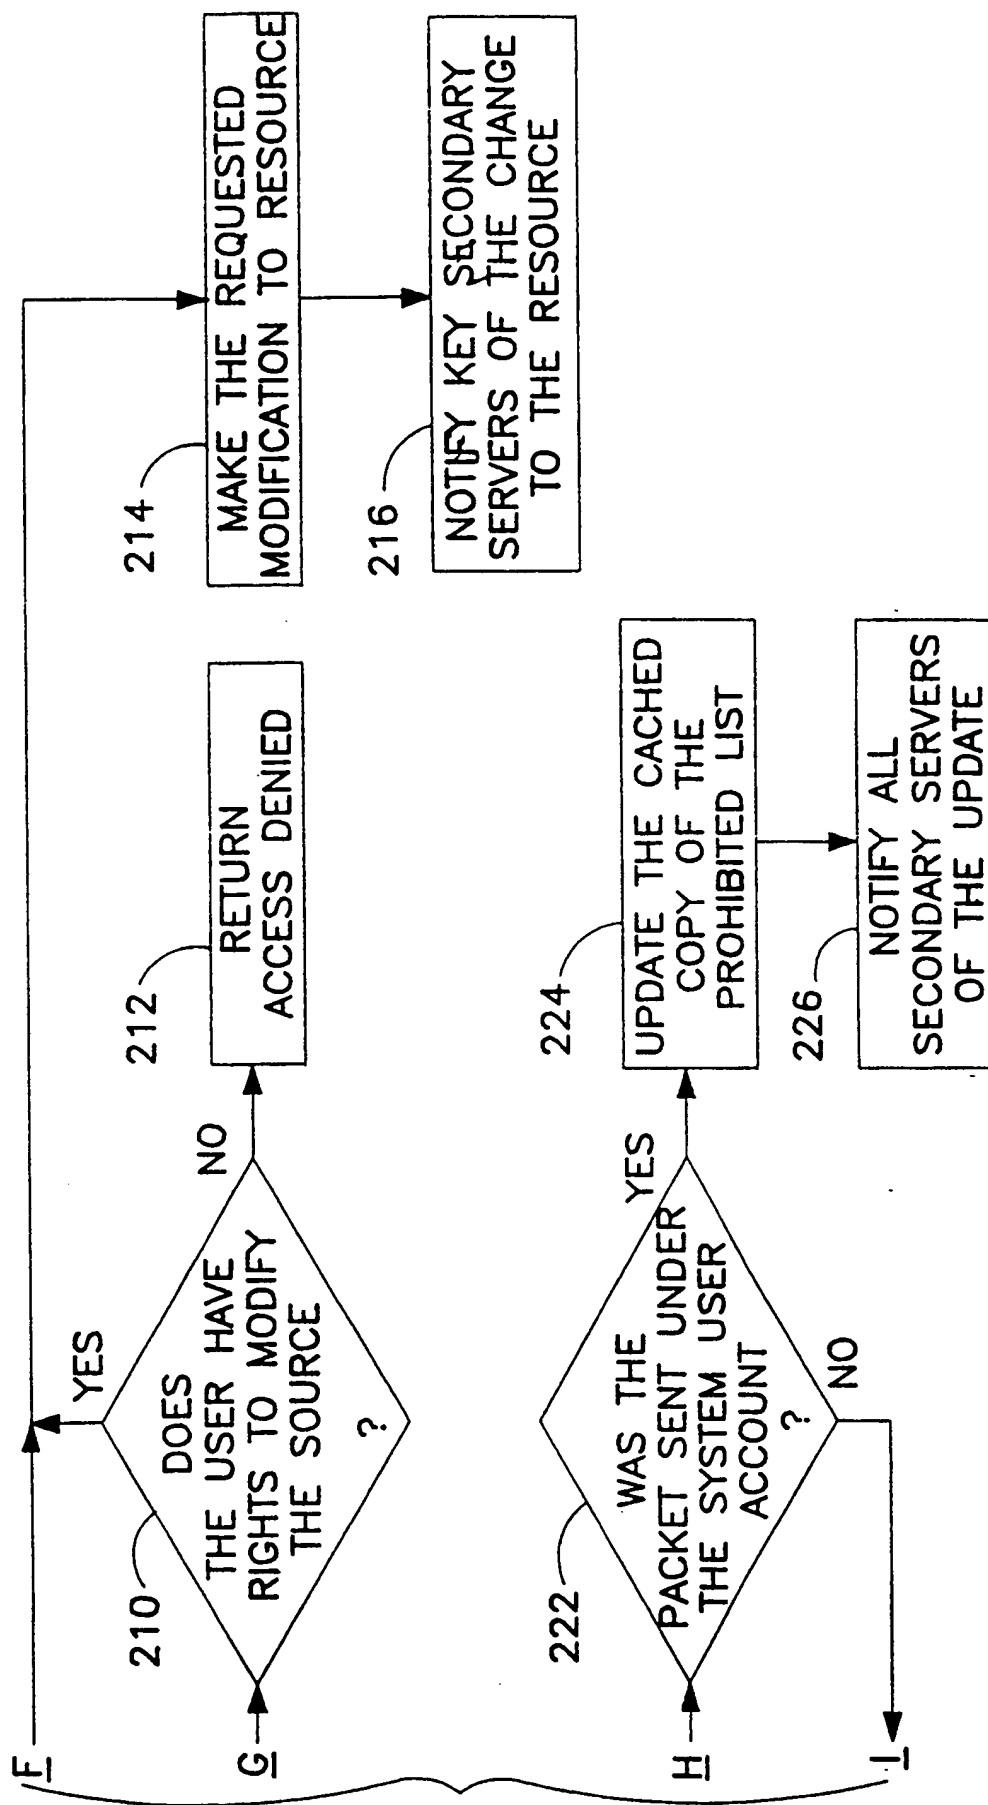 F
YES
214
MAKE THE REQUESTED
MODIFICATION TO RESOURCE
G
210
DOES
THE USER HAVE
RIGHTS TO MODIFY
THE SOURCE
?
NO
212
RETURN
ACCESS DENIED
216
NOTIFY KEY SECONDARY
SERVERS OF THE CHANGE
TO THE RESOURCE
H
222
WAS THE
PACKET SENT UNDER
THE SYSTEM USER
ACCOUNT
?
YES
224
UPDATE THE CACHED
COPY OF THE
PROHIBITED LIST
I
NO
226
NOTIFY ALL
SECONDARY SERVERS
OF THE UPDATE